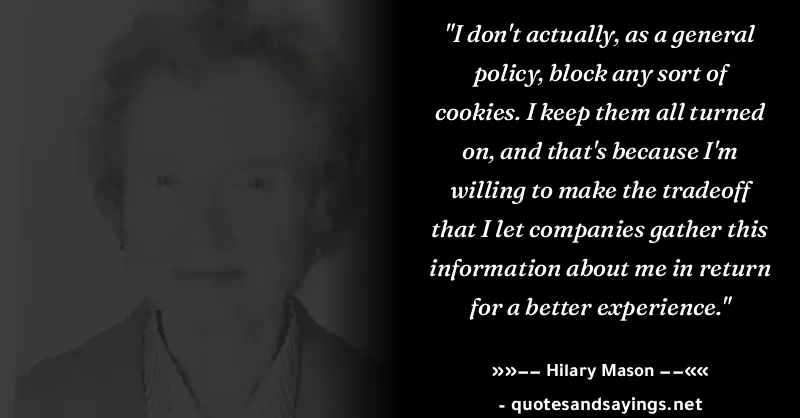 "I don't actually, as a general
policy, block any sort of
cookies. I keep them all turned
on, and that's because I'm
willing to make the tradeoff
that I let companies gather this
information about me in return
for a better experience."
»»-- Hilary Mason --««
- quotesandsayings.net